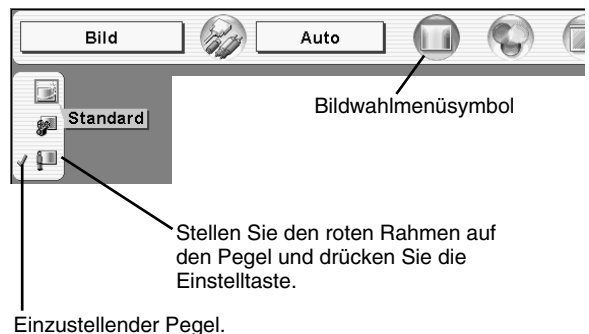 Bild
Auto
Bildwahlmenüsymbol
Standard
Stellen Sie den roten Rahmen auf
den Pegel und drücken Sie die
Einstelltaste.
Einzustellender Pegel.